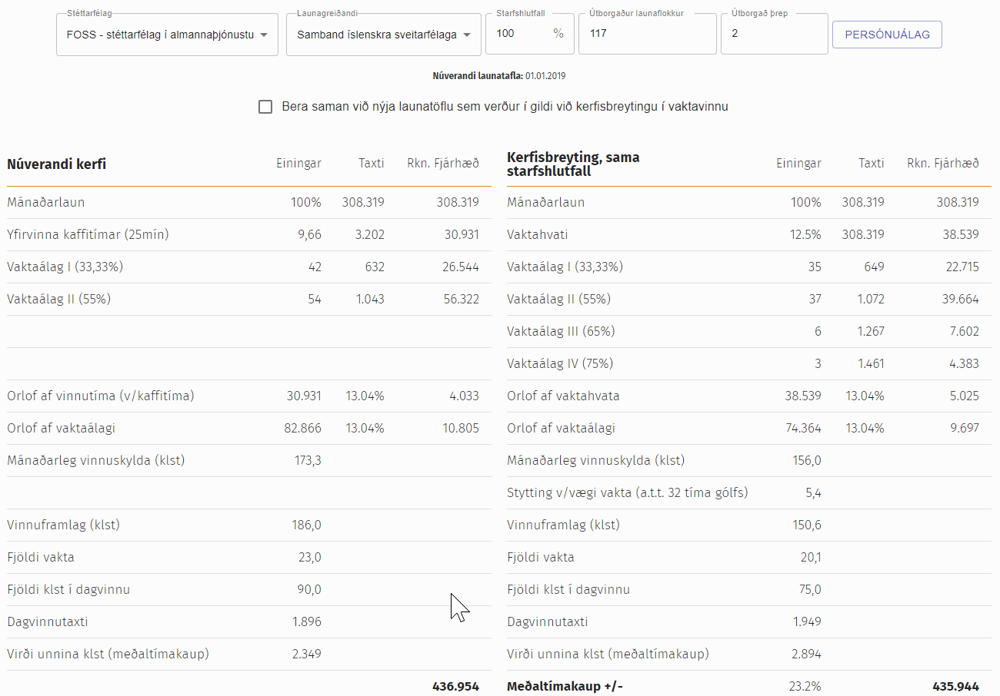 Stéttarfélag
FOSS - stéttarfélag í almannaþjónustu
Launagreiðandi
Samband íslenskra sveitarfélaga
Starfshlutfall
100 %
Útborgaður launaflokkur
117
Útborgað þrep
2
PERSÓNUÁLAG
Núverandi launatafla: 01.01.2019
Bera saman við nýja launatöflu sem verður í gildi við kerfisbreytingu í vaktavinnu
Núverandi kerfi Einingar Taxti Rkn. Fjárhæð
Mánaðarlaun 100% 308.319 308.319
Yfirvinna kaffitímar (25mín) 9,66 3.202 30.931
Vaktaálag I (33,33%) 42 632 26.544
Vaktaálag II (55%) 54 1.043 56.322
Orlof af vinnutíma (v/kaffitíma) 30.931 13.04% 4.033
Orlof af vaktaálagi 82.866 13.04% 10.805
Mánaðarleg vinnuskylda (klst) 173,3
Vinnuframlag (klst) 186,0
Fjöldi vakta 23,0
Fjöldi klst í dagvinnu 90,0
Dagvinnutaxti 1.896
Virði unnina klst (meðaltímakaup) 2.349
436.954
Kerfisbreyting, sama
starfshlutfall Einingar Taxti Rkn. Fjárhæð
Mánaðarlaun 100% 308.319 308.319
Vaktahvati 12.5% 308.319 38.539
Vaktaálag I (33,33%) 35 649 22.715
Vaktaálag II (55%) 37 1.072 39.664
Vaktaálag III (65%) 6 1.267 7.602
Vaktaálag IV (75%) 3 1.461 4.383
Orlof af vaktahvata 38.539 13.04% 5.025
Orlof af vaktaálagi 74.364 13.04% 9.697
Mánaðarleg vinnuskylda (klst) 156,0
Stytting v/vægi vakta (a.t.t. 32 tíma gólfs) 5,4
Vinnuframlag (klst) 150,6
Fjöldi vakta 20,1
Fjöldi klst í dagvinnu 75,0
Dagvinnutaxti 1.949
Virði unnina klst (meðaltímakaup) 2.894
Meðaltímakaup +/- 23.2% 435.944